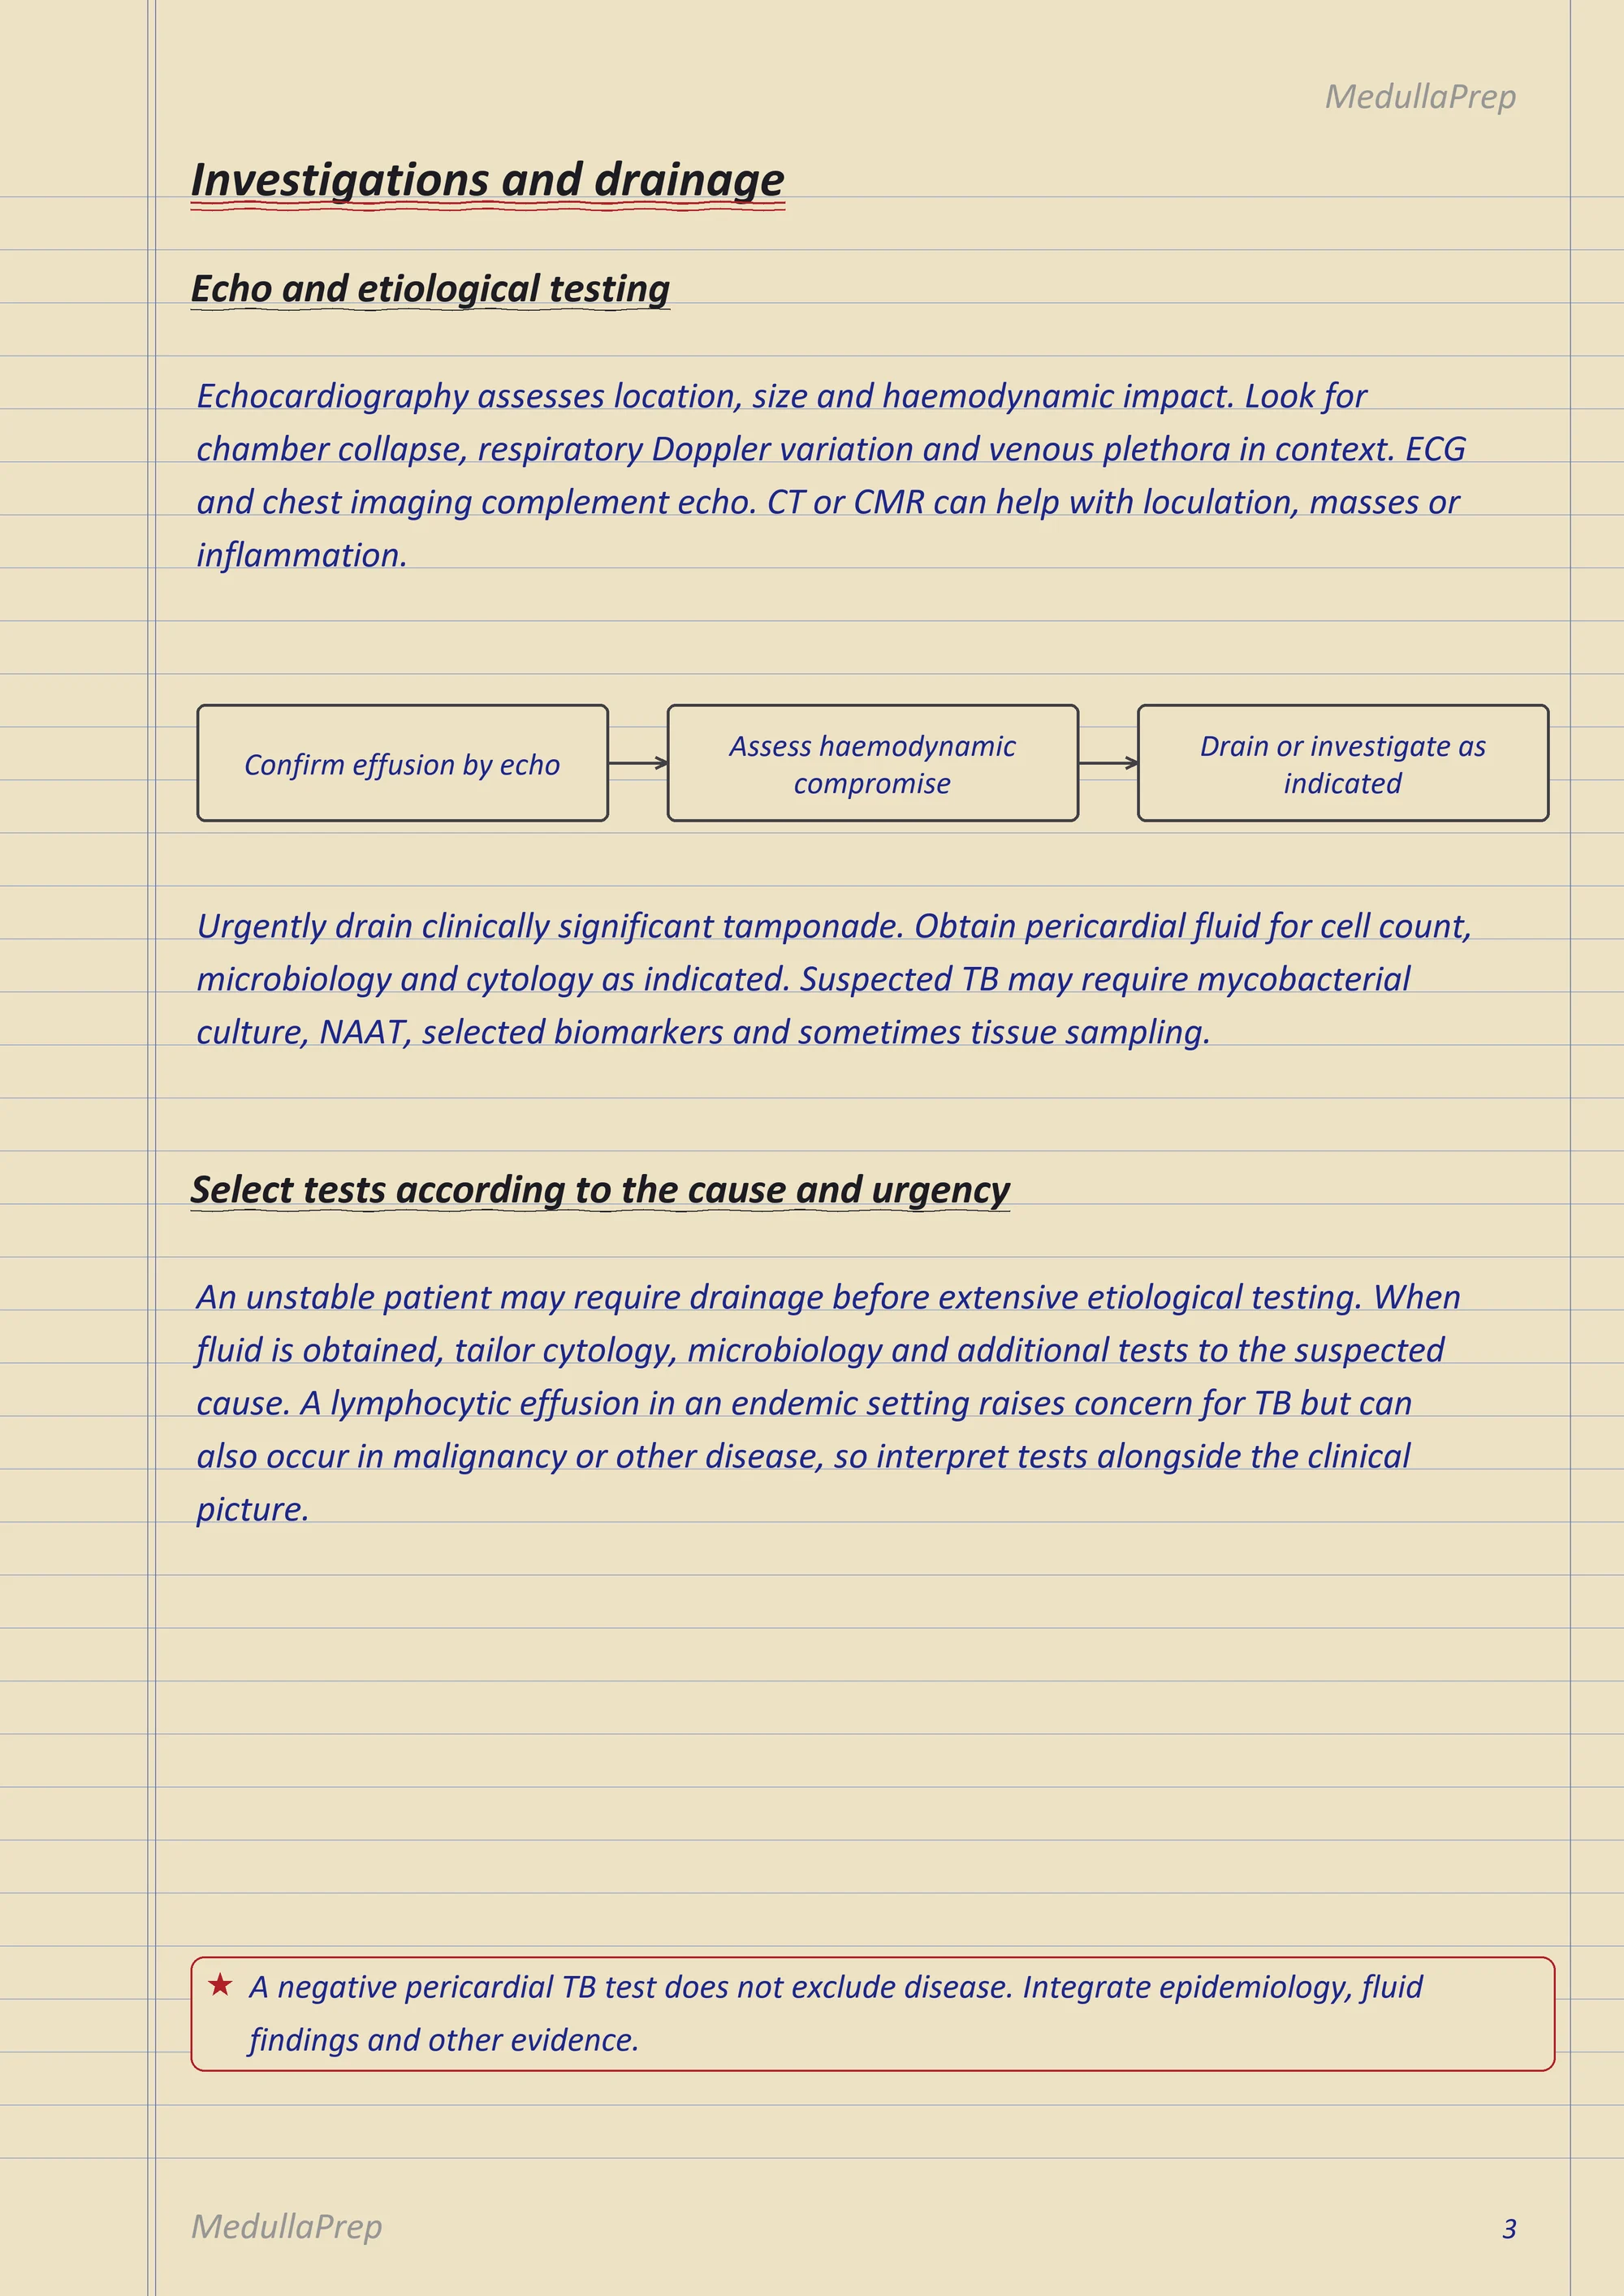 MedullaPrep
Investigations and drainage
Echo and etiological testing
Echocardiography assesses location, size and haemodynamic impact. Look for
chamber collapse, respiratory Doppler variation and venous plethora in context. ECG
and chest imaging complement echo. CT or CMR can help with loculation, masses or
inflammation.
Confirm effusion by echo
Assess haemodynamic
compromise
Drain or investigate as
indicated
Urgently drain clinically significant tamponade. Obtain pericardial fluid for cell count,
microbiology and cytology as indicated. Suspected TB may require mycobacterial
culture, NAAT, selected biomarkers and sometimes tissue sampling.
Select tests according to the cause and urgency
An unstable patient may require drainage before extensive etiological testing. When
fluid is obtained, tailor cytology, microbiology and additional tests to the suspected
cause. A lymphocytic effusion in an endemic setting raises concern for TB but can
also occur in malignancy or other disease, so interpret tests alongside the clinical
picture.
★ A negative pericardial TB test does not exclude disease. Integrate epidemiology, fluid
findings and other evidence.
MedullaPrep
3